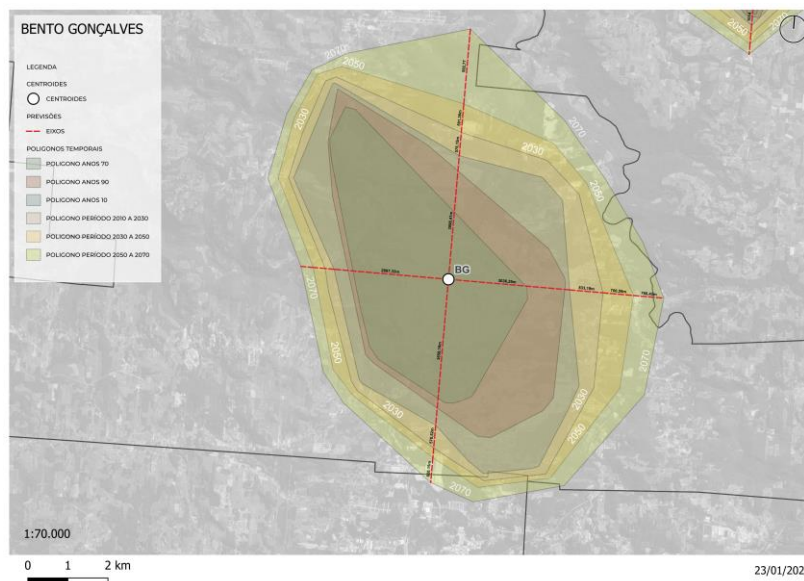 BENTO GONÇALVES
LEGENDA
CENTROIDES
CENTROIDES
PREVISÕES
EIXOS
POLIGONOS TEMPORAIS
POLIGONO ANOS 70
POLIGONO ANOS 90
POLIGONO ANOS 10
POLIGONO PERÍODO 2010 A 2030
POLIGONO PERÍODO 2030 A 2050
POLIGONO PERÍODO 2050 A 2070
2070
2050
2030
2050
2070
2030
2070
2050
BG
2070
2050
2030
2070
2030
2050
2070
1:70.000
0 1 2 km
23/01/202